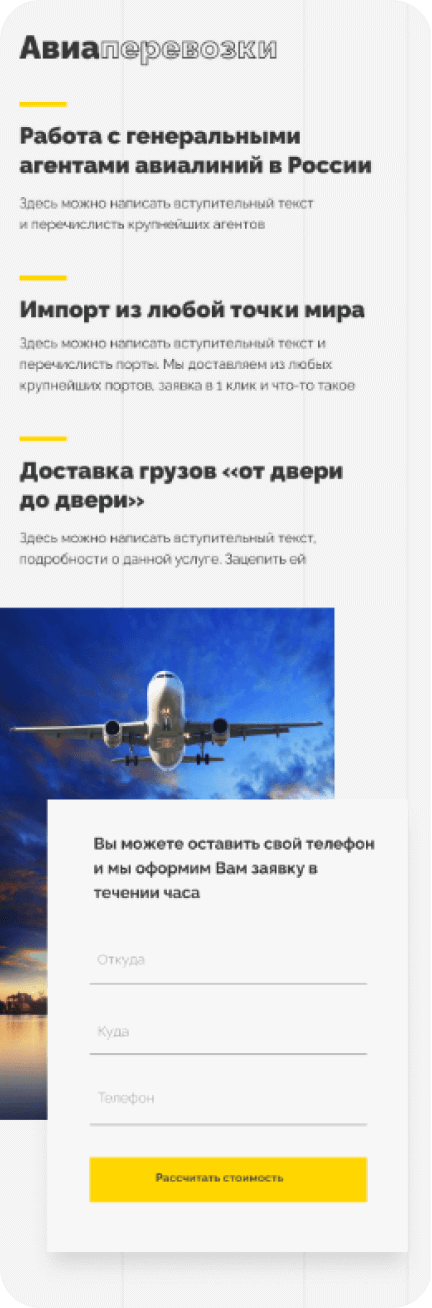 Авиаперевозки
Работа с генеральными
агентами авиалиний в России
Здесь можно написать вступительный текст
и перечислисть крупнейших агентов
Импорт из любой точки мира
Здесь можно написать вступительный текст и
перечислисть порты. Мы доставляем из любых
крупнейших портов, заявка в 1 клик и что-то такое
Доставка грузов «от двери
до двери»
Здесь можно написать вступительный текст,
подробности о данной услуге. Зацепить ей
Вы можете оставить свой телефон
и мы оформим Вам заявку в
течении часа
Откуда
Куда
Телефон
Рассчитать стоимость